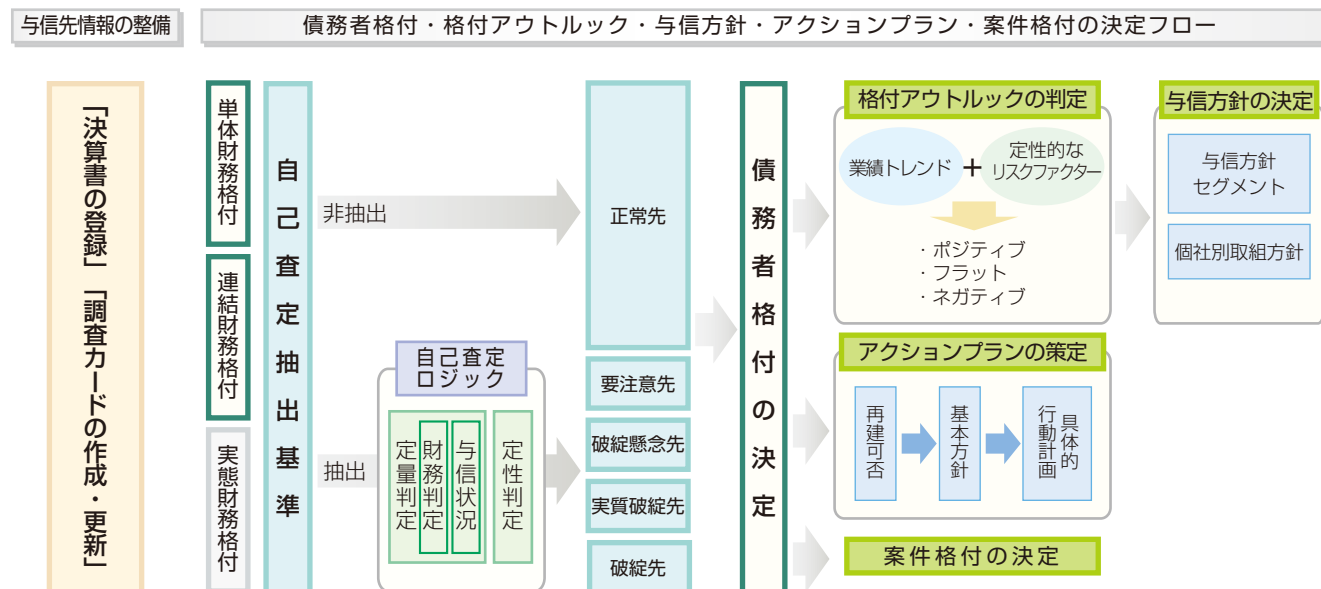 与信先情報の整備
債務者格付・格付アウトルック・与信方針・アクションプラン・案件格付の決定フロー
「決算書の登録」「調査カードの作成・更新」
単体財務格付
連結財務格付
実態財務格付
自己査定抽出基準
非抽出
抽出
自己査定
ロジック
定量判定
財務判定
与信状況
定性判定
正常先
要注意先
破綻懸念先
実質破綻先
破綻先
債務者格付の決定
格付アウトルックの判定
業績トレンド
+
定性的な
リスクファクター
・ポジティブ
・フラット
・ネガティブ
与信方針の決定
与信方針
セグメント
個社別取組方針
アクションプランの策定
再建可否
基本方針
具体的
行動計画
案件格付の決定